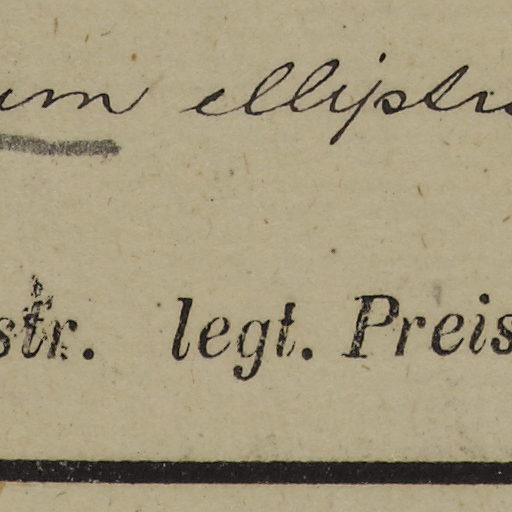 um ellipti
str. legt. Preis